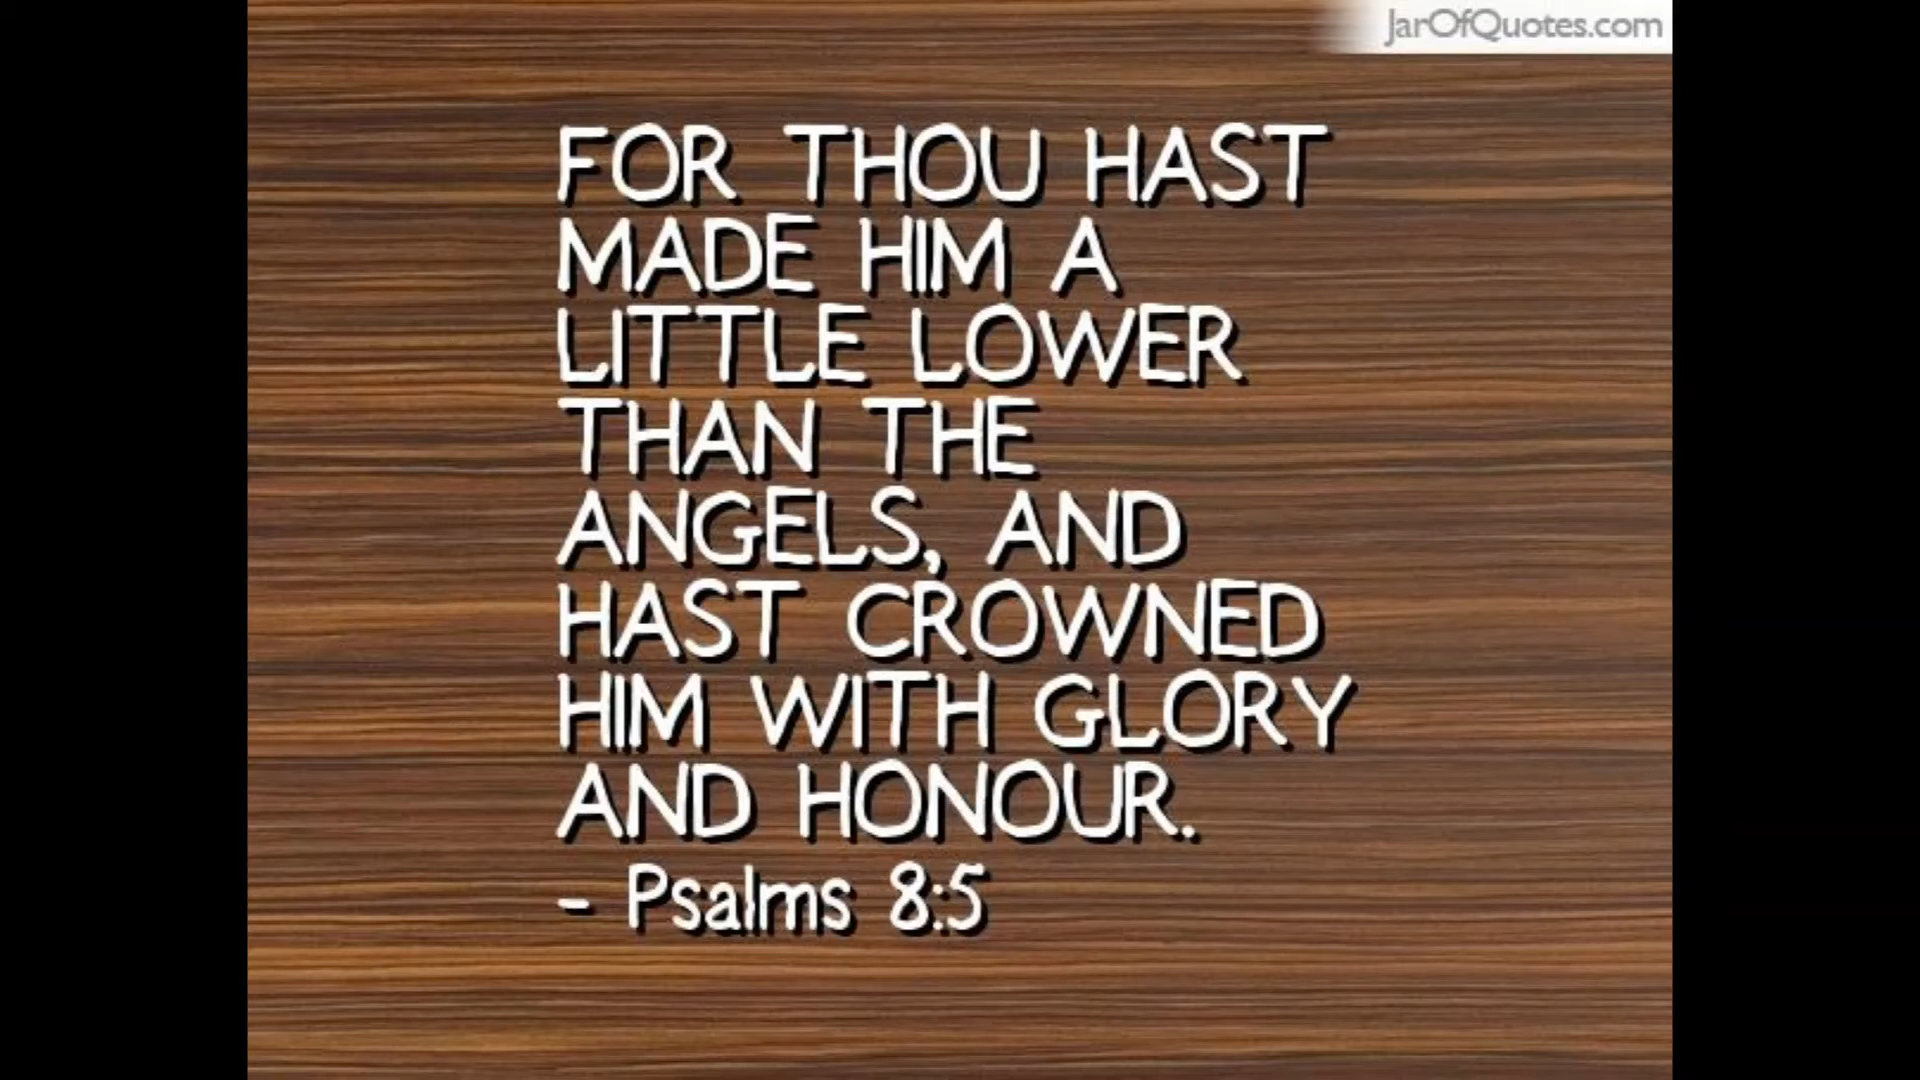 JarOfQuotes.com
FOR THOU HAST
MADE HIM A
LITTLE LOWER
THAN THE
ANGELS, AND
HAST CROWNED
HIM WITH GLORY
AND HONOUR.
- Psalms 8:5